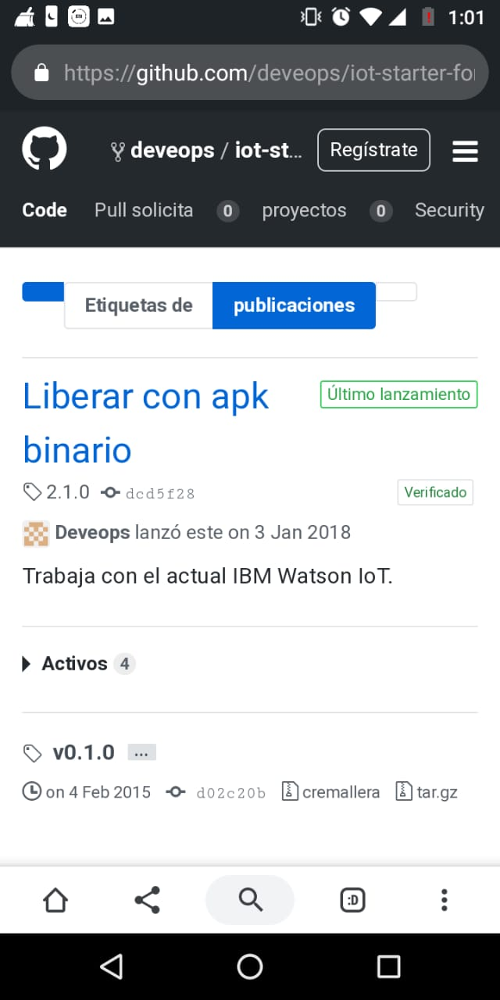 1:01
https://github.com/deveops/iot-starter-for
deveops / iot-st... Regístrate
Code Pull solicita 0 proyectos 0 Security
Etiquetas de publicaciones
Liberar con apk binario
Último lanzamiento
2.1.0 dcd5f28 Verificado
Deveops lanzó este on 3 Jan 2018
Trabaja con el actual IBM Watson IoT.
Activos 4
v0.1.0 ...
on 4 Feb 2015 d02c20b cremallera tar.gz
:D